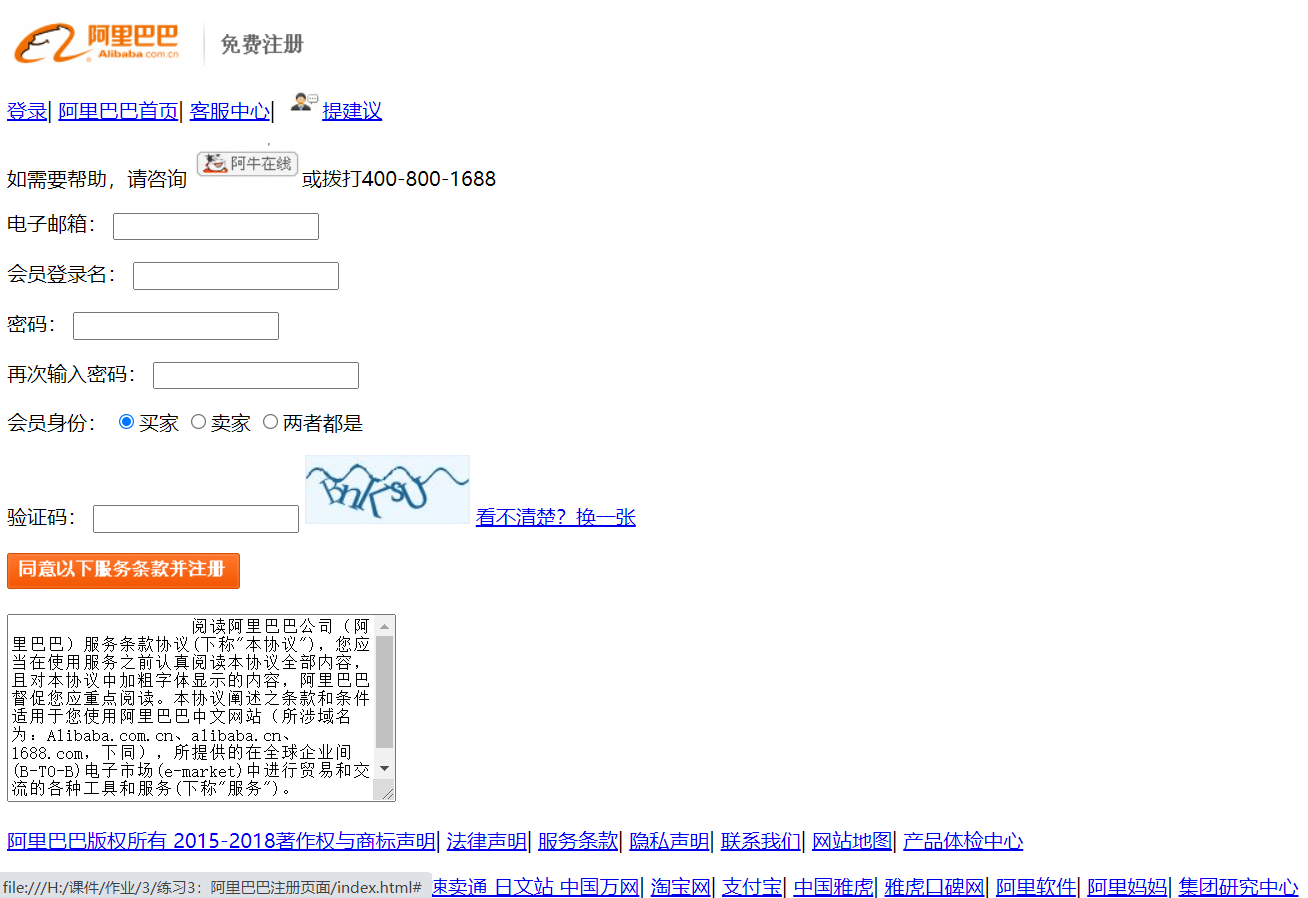 阿里巴巴 Alibaba.com.cn 免费注册
登录| 阿里巴巴首页| 客服中心| 提建议
如需要帮助，请咨询 阿牛在线 或拨打400-800-1688
电子邮箱：
会员登录名：
密码：
再次输入密码：
会员身份： 买家 卖家 两者都是
验证码： BnKSU 看不清楚？换一张
同意以下服务条款并注册
阅读阿里巴巴公司（阿
里巴巴）服务条款协议(下称"本协议")，您应
当在使用服务之前认真阅读本协议全部内容，
且对本协议中加粗字体显示的内容，阿里巴巴
督促您应重点阅读。本协议阐述之条款和条件
适用于您使用阿里巴巴中文网站（所涉域名
为：Alibaba.com.cn、alibaba.cn、
1688.com，下同），所提供的在全球企业间
(B-TO-B)电子市场(e-market)中进行贸易和交
流的各种工具和服务(下称"服务")。
阿里巴巴版权所有 2015-2018著作权与商标声明| 法律声明| 服务条款| 隐私声明| 联系我们| 网站地图| 产品体检中心
file:///H:/课件/作业/3/练习3：阿里巴巴注册页面/index.html# 速卖通 日文站 中国万网| 淘宝网| 支付宝| 中国雅虎| 雅虎口碑网| 阿里软件| 阿里妈妈| 集团研究中心